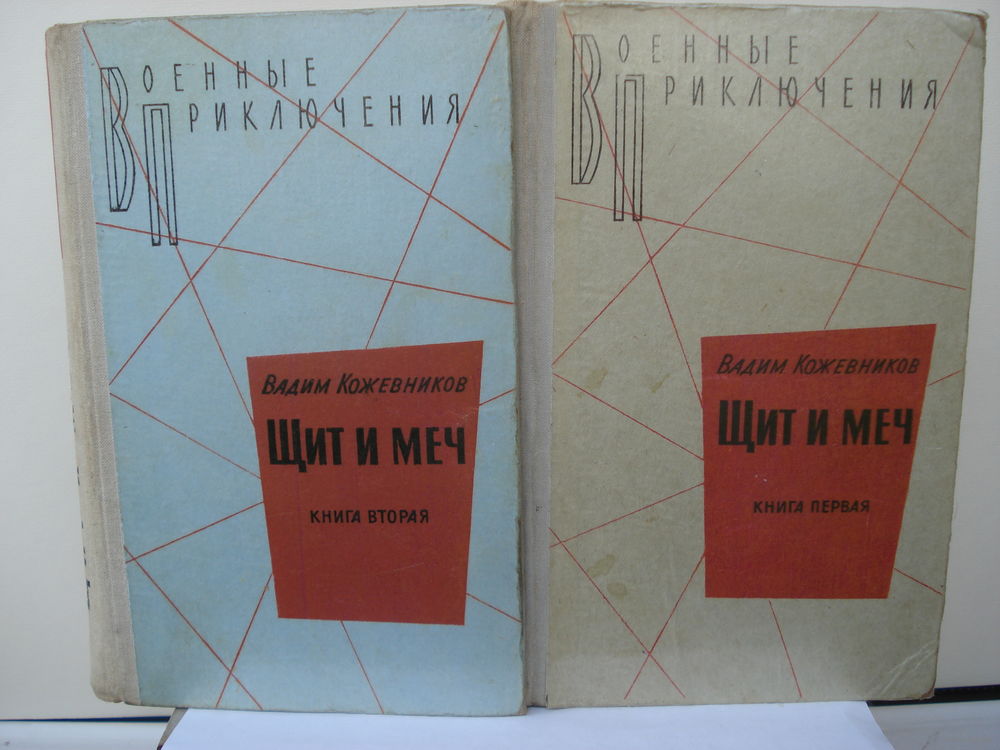 ВОЕННЫЕ
ПРИКЛЮЧЕНИЯ
ВАДИМ КОЖЕВНИКОВ
ЩИТ И МЕЧ
КНИГА ВТОРАЯ
ВОЕННЫЕ
ПРИКЛЮЧЕНИЯ
ВАДИМ КОЖЕВНИКОВ
ЩИТ И МЕЧ
КНИГА ПЕРВАЯ